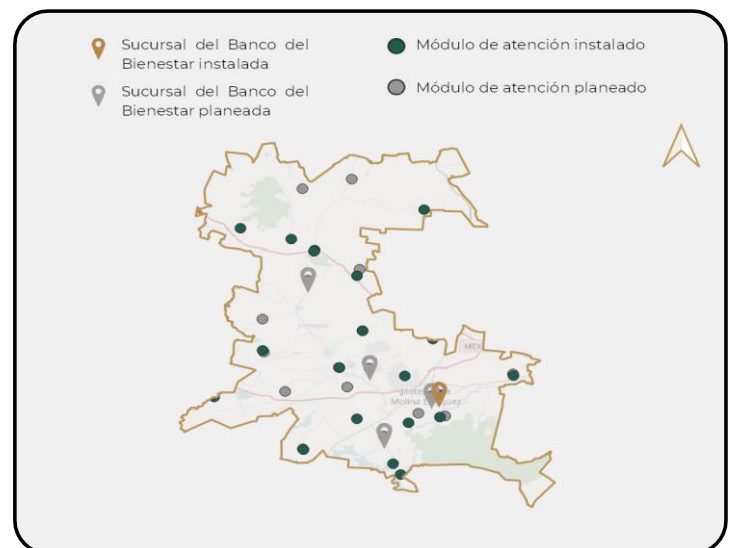 Sucursal del Banco del
Bienestar instalada
Sucursal del Banco del
Bienestar planeada
Módulo de atención instalado
Módulo de atención planeado